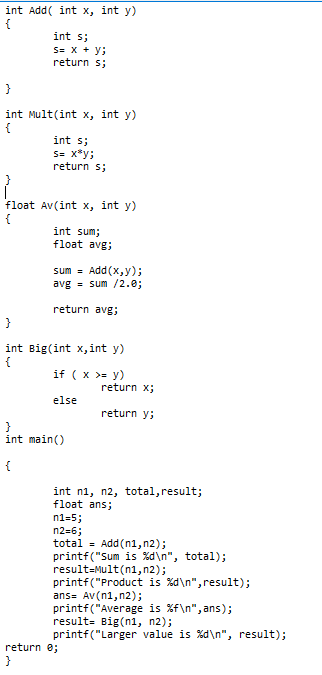 int Add( int x, int y)
{
int s;
s= x + y;
return s;
}
int Mult(int x, int y)
{
int s;
s= x*y;
return s;
}
float Av(int x, int y)
{
int sum;
float avg;
sum = Add(x,y);
avg = sum /2.0;
return avg;
}
int Big(int x,int y)
{
if ( x >= y)
return x;
else
return y;
}
int main()
{
int n1, n2, total,result;
float ans;
n1=5;
n2=6;
total = Add(n1,n2);
printf("Sum is %d\n", total);
result=Mult(n1,n2);
printf("Product is %d\n",result);
ans= Av(n1,n2);
printf("Average is %f\n",ans);
result= Big(n1, n2);
printf("Larger value is %d\n", result);
return 0;
}